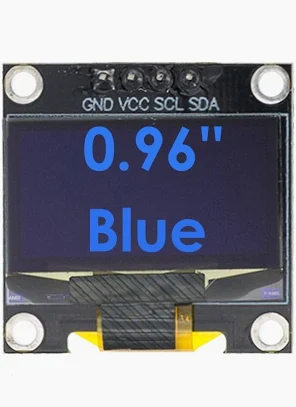 GND VCC SCL SDA
0.96"
Blue